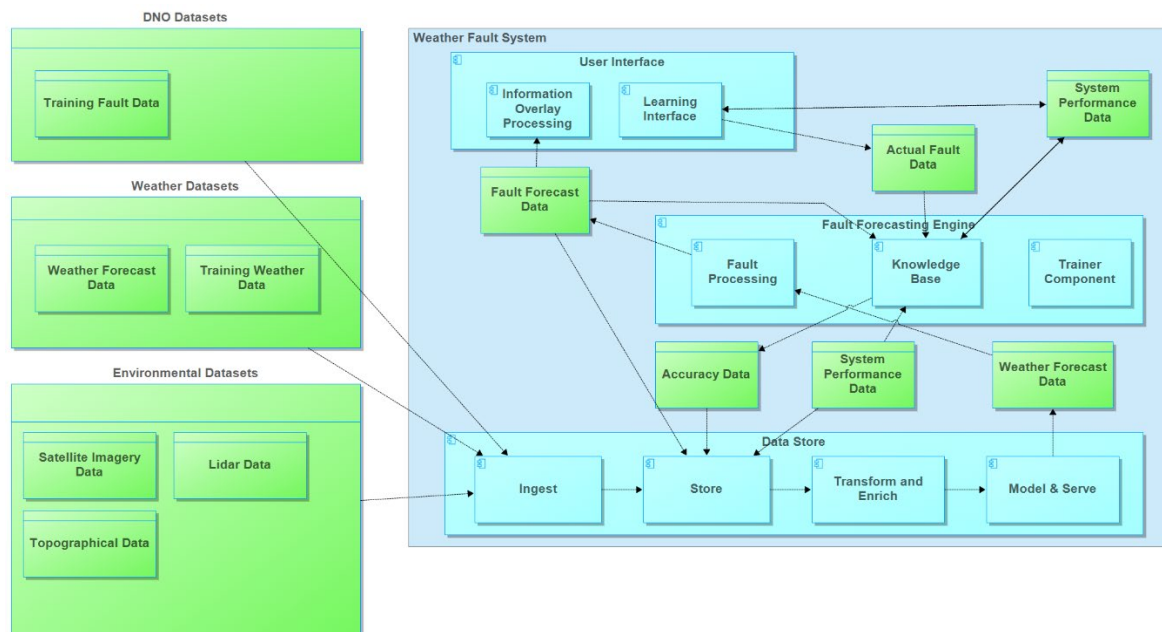 DNO Datasets
Training Fault Data
Weather Datasets
Weather Forecast
Data
Training Weather
Data
Environmental Datasets
Satellite Imagery
Data
Lidar Data
Topographical Data
Weather Fault System
User Interface
Information
Overlay
Processing
Learning
Interface
System
Performance
Data
Actual Fault
Data
Fault Forecast
Data
Fault Forecasting Engine
Fault
Processing
Knowledge
Base
Trainer
Component
Accuracy Data
System
Performance
Data
Weather Forecast
Data
Data Store
Ingest
Store
Transform and
Enrich
Model & Serve